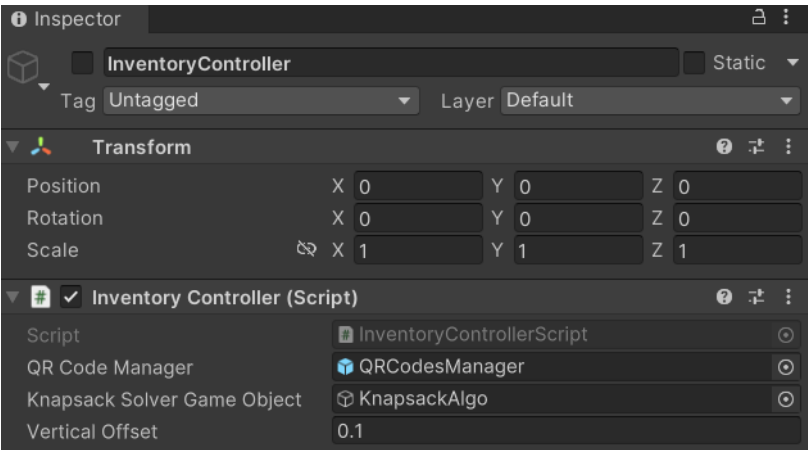 Inspector
InventoryController Static
Tag Untagged Layer Default
Transform
Position X 0 Y 0 Z 0
Rotation X 0 Y 0 Z 0
Scale X 1 Y 1 Z 1
# Inventory Controller (Script)
Script # InventoryControllerScript
QR Code Manager QRCodesManager
Knapsack Solver Game Object KnapsackAlgo
Vertical Offset 0.1